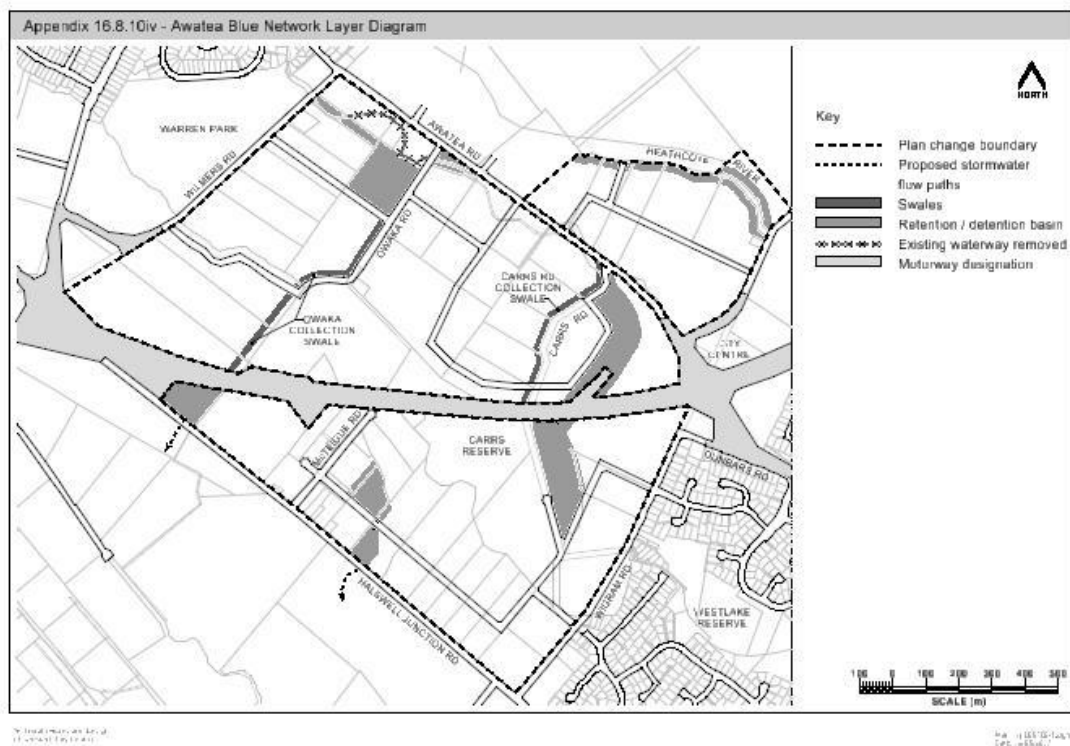 Appendix 16.8.10iv - Awatea Blue Network Layer Diagram
NORTH
Key
Plan change boundary
Proposed stormwater
flow paths
Swales
Retention / detention basin
Existing waterway removed
Motorway designation
WARREN PARK
WILMERS RD
AWATEA RD
HEATHCOTE
RIVER
OWAKA RD
CARRS RD
COLLECTION
SWALE
CARRS RD
OWAKA
COLLECTION
SWALE
CITY
CENTRE
McTEIGUE RD
CARRS
RESERVE
DUNBARS RD
HALSWELL JUNCTION RD
WIGRAM RD
WESTLAKE
RESERVE
100 0 100 200 300 400 500
SCALE (m)